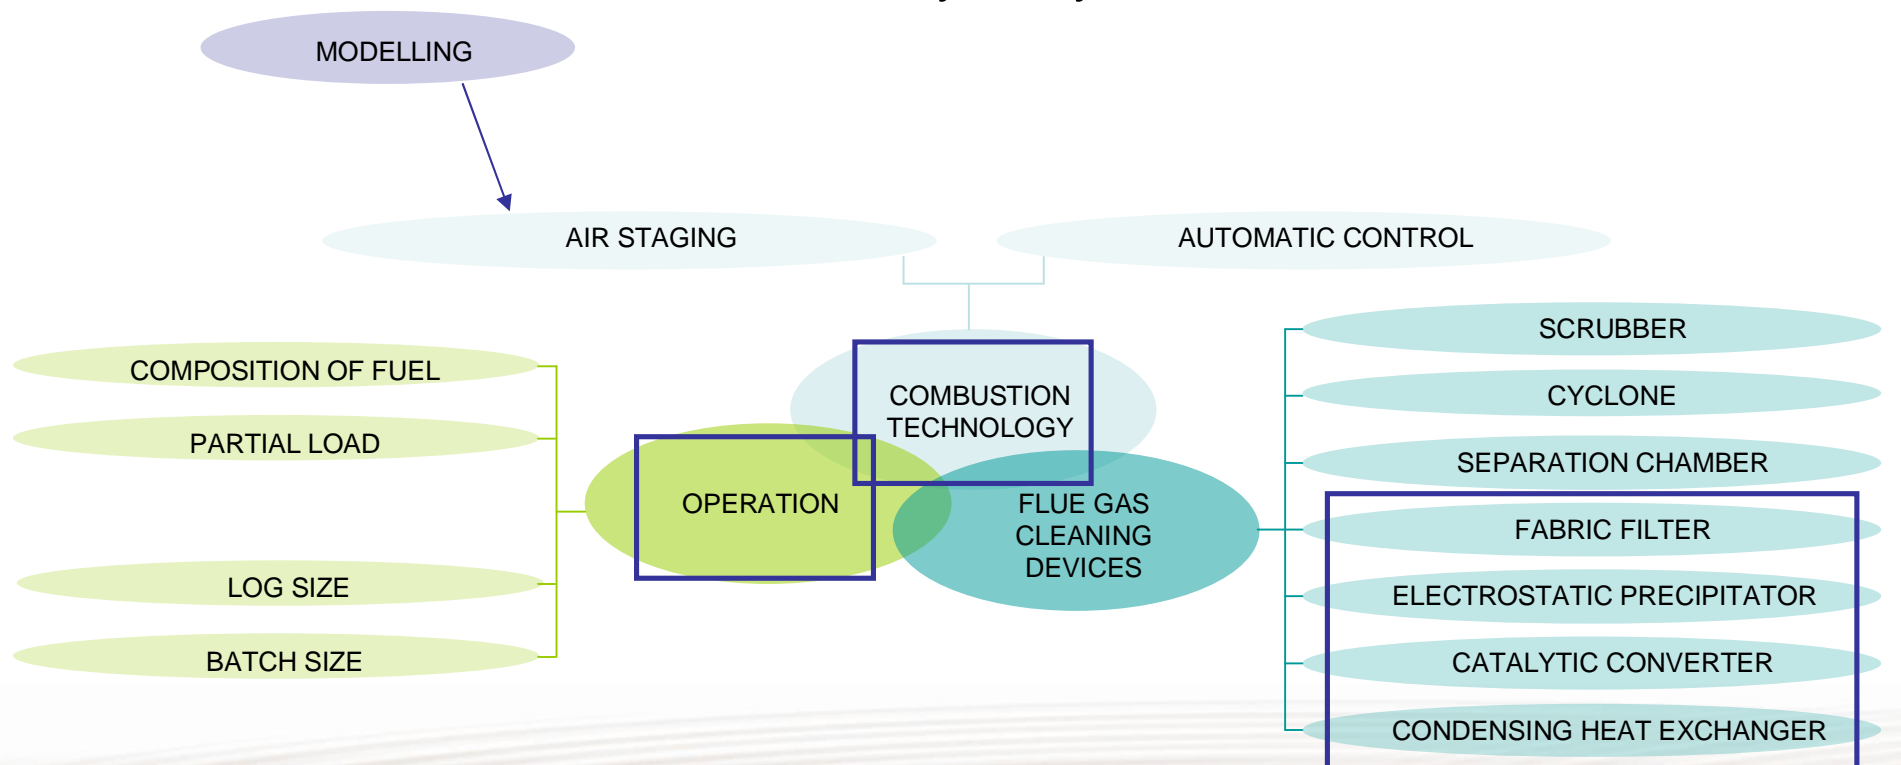 MODELLING
AIR STAGING
AUTOMATIC CONTROL
SCRUBBER
COMPOSITION OF FUEL
CYCLONE
COMBUSTION
TECHNOLOGY
PARTIAL LOAD
SEPARATION CHAMBER
OPERATION
FLUE GAS
CLEANING
DEVICES
FABRIC FILTER
LOG SIZE
ELECTROSTATIC PRECIPITATOR
BATCH SIZE
CATALYTIC CONVERTER
CONDENSING HEAT EXCHANGER